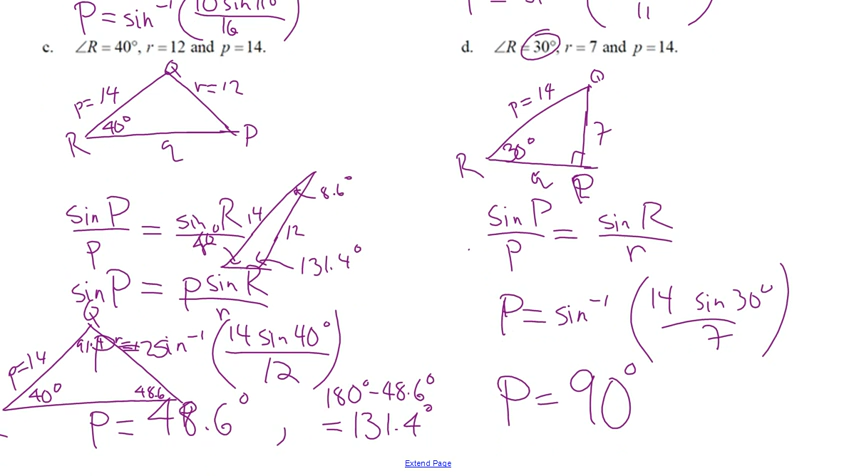 P = sin⁻¹ ( 10 sin 110° / 16 )
11
c. ∠R = 40°, r = 12 and p = 14.
Q
p = 14
r = 12
40°
R
P
q
sin P / p = sin R / r
14
8.6°
40°
12
131.4°
sin P = p sin R / r
Q
p = 14
40°
48.6
P
sin⁻¹ ( 14 sin 40° / 12 )
P = 48.6°, 180° - 48.6° = 131.4°
d. ∠R = 30°, r = 7 and p = 14.
Q
p = 14
7
30°
R
q
P
sin P / p = sin R / r
P = sin⁻¹ ( 14 sin 30° / 7 )
P = 90°
Extend Page